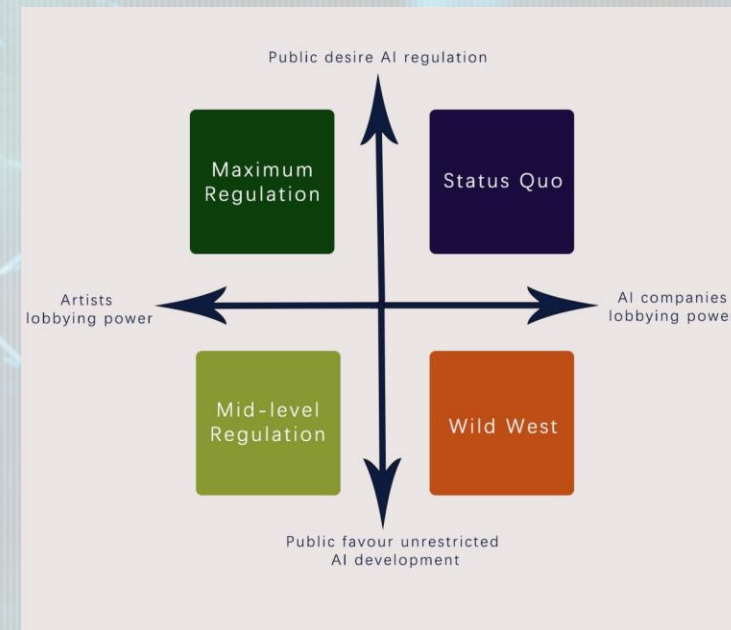 Public desire AI regulation
Maximum
Regulation
Status Quo
Artists
lobbying power
AI companies
lobbying power
Mid-level
Regulation
Wild West
Public favour unrestricted
AI development